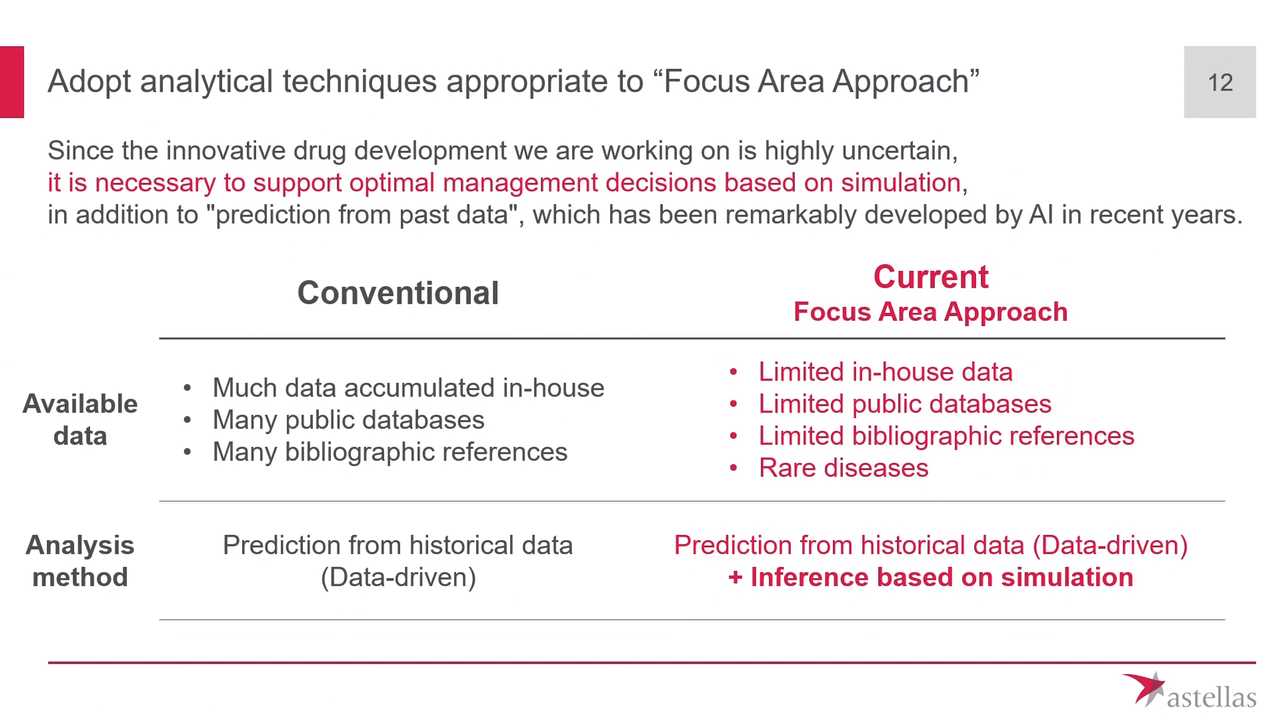 Adopt analytical techniques appropriate to “Focus Area Approach”
12
Since the innovative drug development we are working on is highly uncertain,
it is necessary to support optimal management decisions based on simulation,
in addition to "prediction from past data", which has been remarkably developed by AI in recent years.
Conventional
Current
Focus Area Approach
Available
data
• Much data accumulated in-house
• Many public databases
• Many bibliographic references
• Limited in-house data
• Limited public databases
• Limited bibliographic references
• Rare diseases
Analysis
method
Prediction from historical data
(Data-driven)
Prediction from historical data (Data-driven)
+ Inference based on simulation
astellas